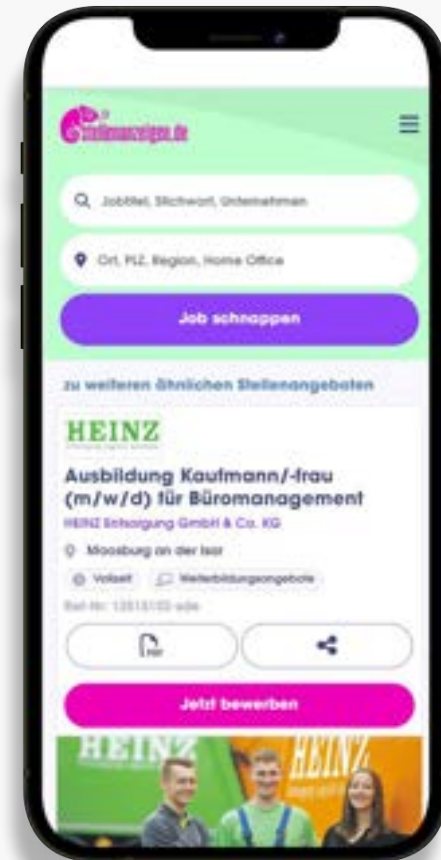 stellenanzeigen.de
Jobtitel, Stichwort, Unternehmen
Ort, PLZ, Region, Home Office
Job schnappen
zu weiteren ähnlichen Stellenangeboten
HEINZ
Ausbildung Kaufmann/-frau
(m/w/d) für Büromanagement
HEINZ Entsorgung GmbH & Co. KG
Moosburg an der Isar
Vollzeit Weiterbildungsangebote
PDF
Jetzt bewerben
HEINZ HEINZ